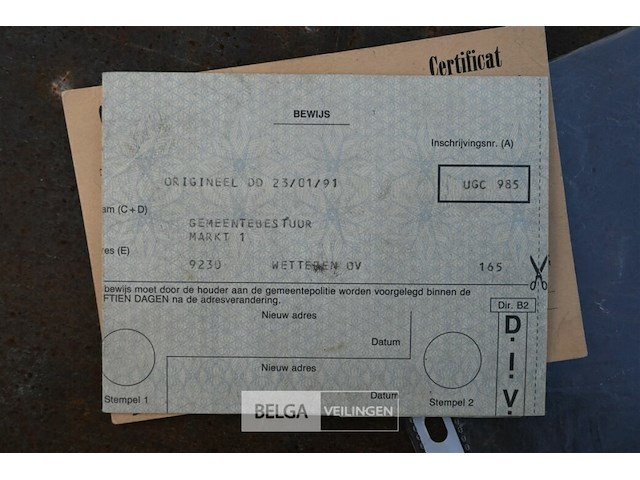 Certificat
BEWIJS
Inschrijvingsnr. (A)
ORIGINEEL DD 23/01/91
UGC 985
am (C+D)
GEMEENTEBESTUUR
MARKT 1
res (E)
9230 WETTEREN OV 165
bewijs moet door de houder aan de gemeentepolitie worden voorgelegd binnen de
FTIEN DAGEN na de adresverandering.
Dir. B2
Nieuw adres
Datum
D.I.V.
Nieuw adres
Datum
Stempel 1
Stempel 2
BELGA VEILINGEN